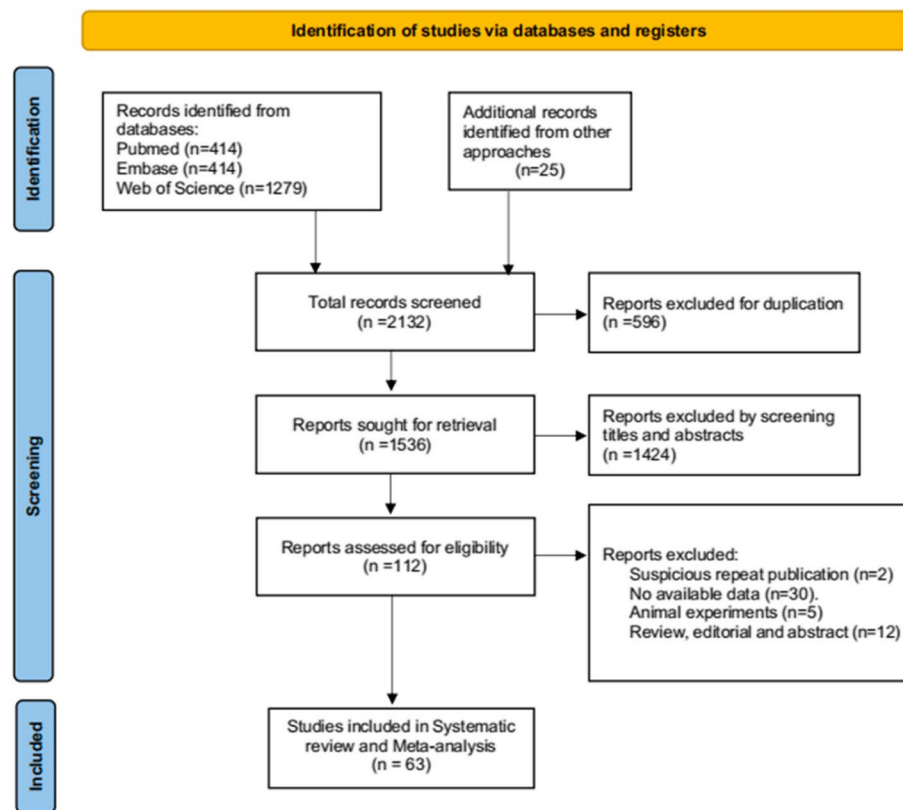 Identification of studies via databases and registers
Identification
Records identified from
databases:
Pubmed (n=414)
Embase (n=414)
Web of Science (n=1279)
Additional records
identified from other
approaches
(n=25)
Screening
Total records screened
(n =2132)
Reports excluded for duplication
(n =596)
Reports sought for retrieval
(n =1536)
Reports excluded by screening
titles and abstracts
(n =1424)
Reports assessed for eligibility
(n =112)
Reports excluded:
Suspicious repeat publication (n=2)
No available data (n=30).
Animal experiments (n=5)
Review, editorial and abstract (n=12)
Included
Studies included in Systematic
review and Meta-analysis
(n = 63)